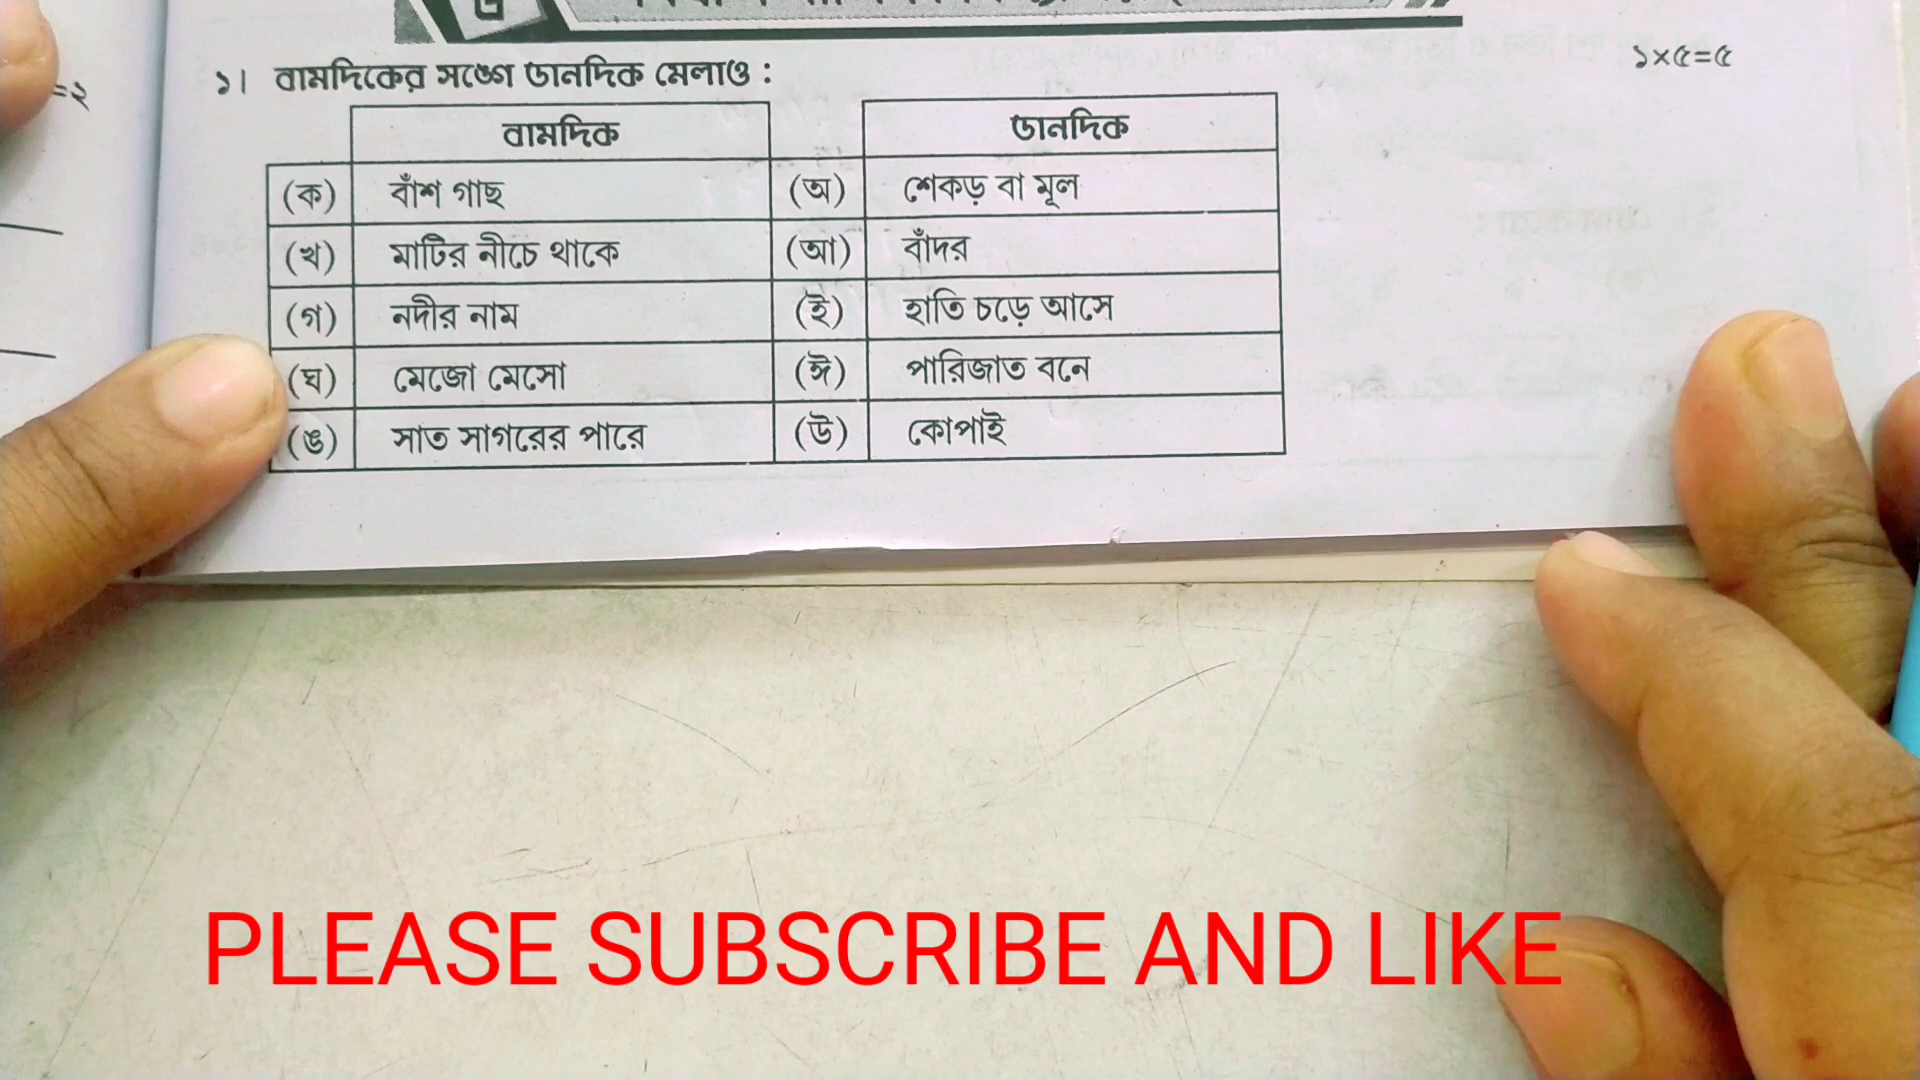 =২
১। বামদিকের সঙ্গে ডানদিক মেলাও : ১×৫=৫
বামদিক ডানদিক
(ক) বাঁশ গাছ (অ) শেকড় বা মূল
(খ) মাটির নীচে থাকে (আ) বাঁদর
(গ) নদীর নাম (ই) হাতি চড়ে আসে
(ঘ) মেজো মেসো (ঈ) পারিজাত বনে
(ঙ) সাত সাগরের পারে (উ) কোপাই
PLEASE SUBSCRIBE AND LIKE